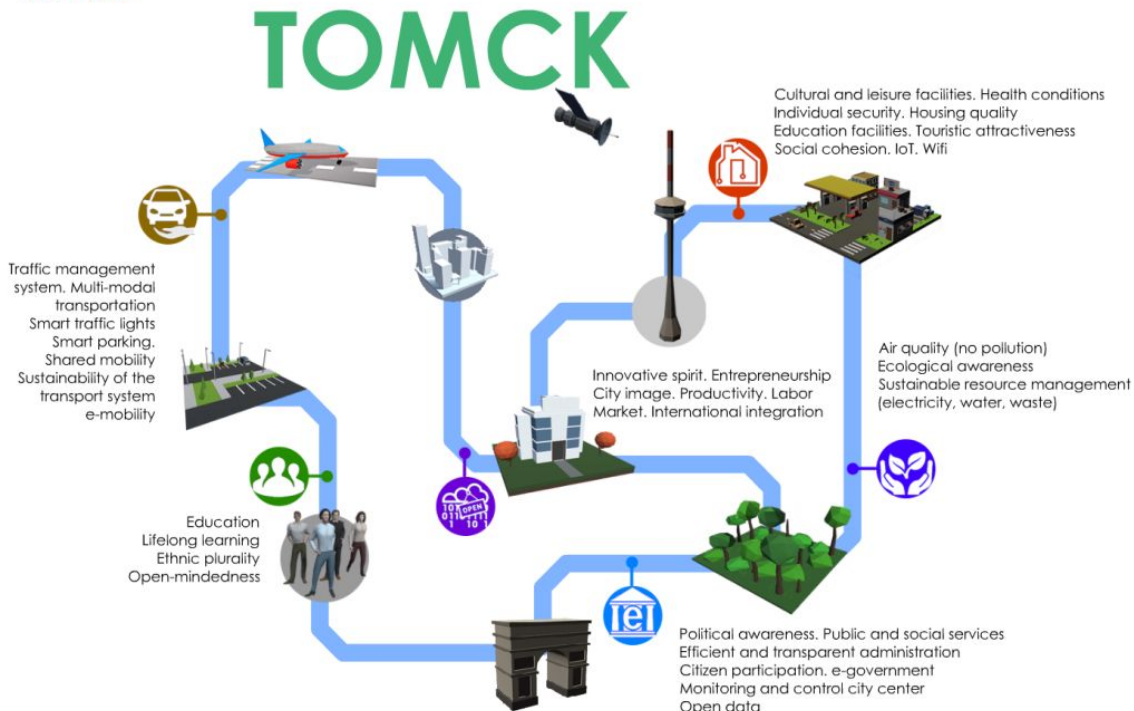 TOMCK
Cultural and leisure facilities. Health conditions
Individual security. Housing quality
Education facilities. Touristic attractiveness
Social cohesion. IoT. Wifi
Traffic management
system. Multi-modal
transportation
Smart traffic lights
Smart parking.
Shared mobility
Sustainability of the
transport system
e-mobility
Innovative spirit. Entrepreneurship
City image. Productivity. Labor
Market. International integration
Air quality (no pollution)
Ecological awareness
Sustainable resource management
(electricity, water, waste)
OPEN
Education
Lifelong learning
Ethnic plurality
Open-mindedness
e
Political awareness. Public and social services
Efficient and transparent administration
Citizen participation. e-government
Monitoring and control city center
Open data